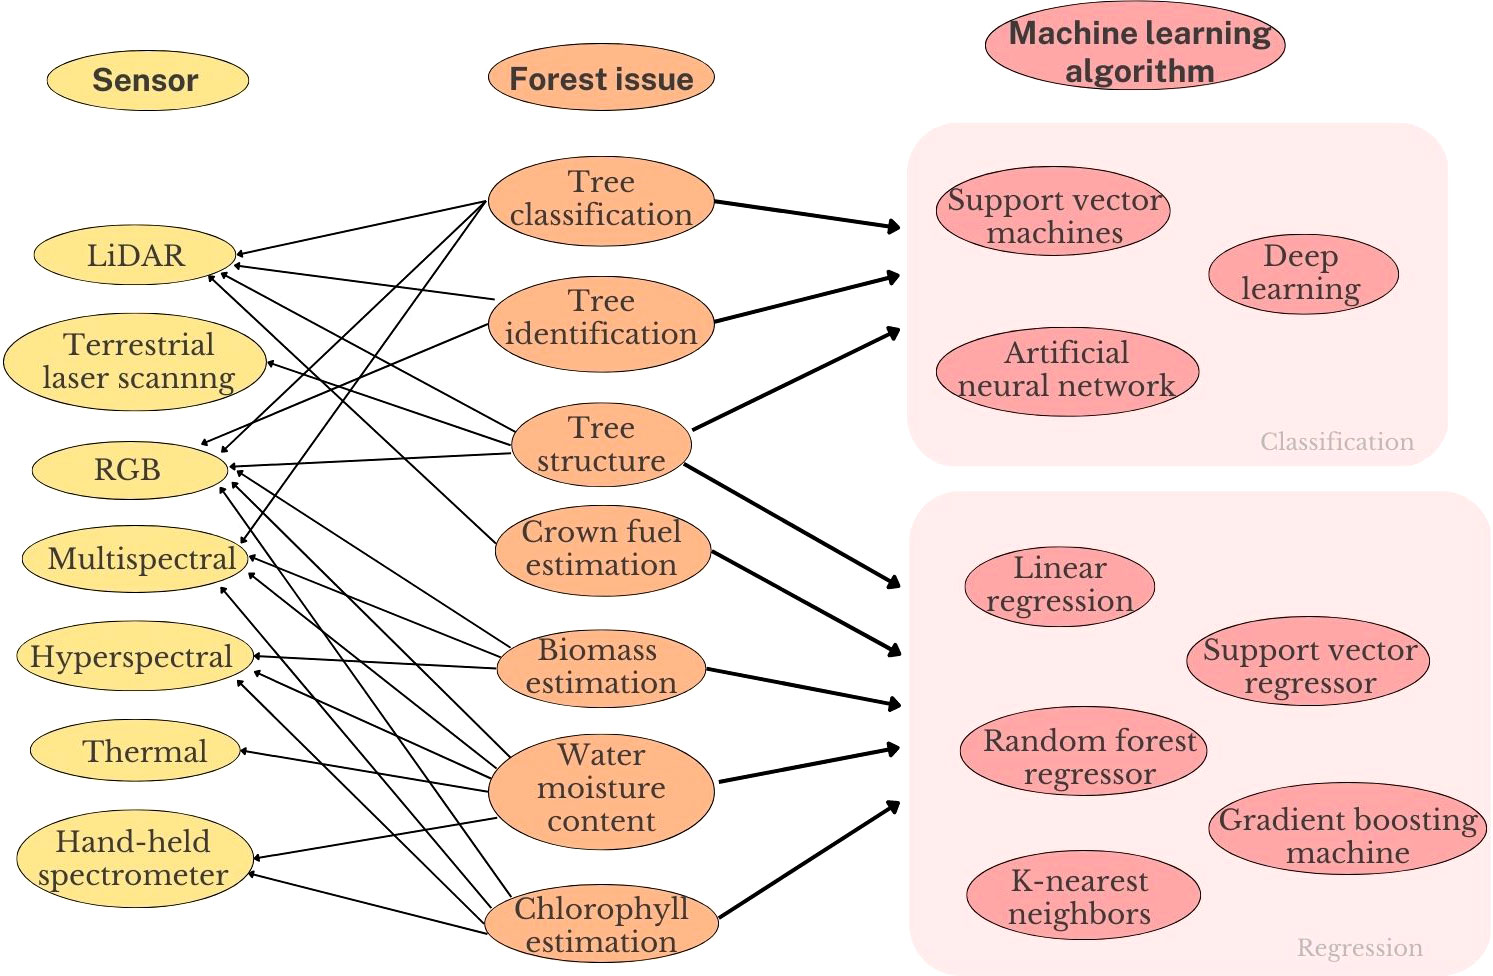 Sensor
Forest issue
Machine learning
algorithm
LiDAR
Terrestrial
laser scannng
RGB
Multispectral
Hyperspectral
Thermal
Hand-held
spectrometer
Tree
classification
Tree
identification
Tree
structure
Crown fuel
estimation
Biomass
estimation
Water
moisture
content
Chlorophyll
estimation
Support vector
machines
Deep
learning
Artificial
neural network
Classification
Linear
regression
Support vector
regressor
Random forest
regressor
Gradient boosting
machine
K-nearest
neighbors
Regression